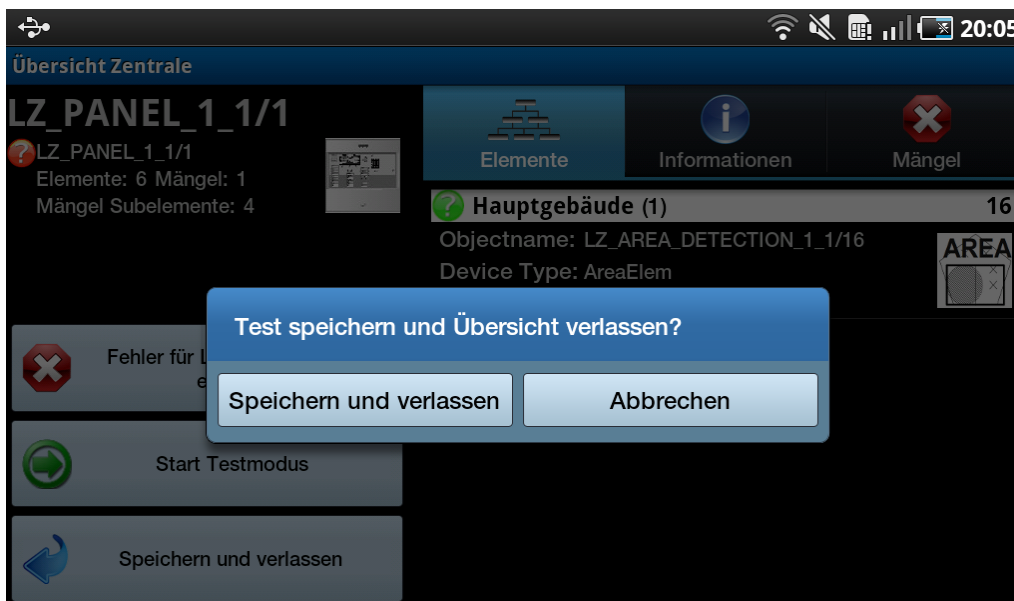 20:05
Übersicht Zentrale
LZ_PANEL_1_1/1
LZ_PANEL_1_1/1
Elemente: 6 Mängel: 1
Mängel Subelemente: 4
Elemente
Informationen
Mängel
Hauptgebäude (1)
16
Objectname: LZ_AREA_DETECTION_1_1/16
Device Type: AreaElem
AREA
Test speichern und Übersicht verlassen?
Speichern und verlassen
Abbrechen
Fehler für L
e
Start Testmodus
Speichern und verlassen